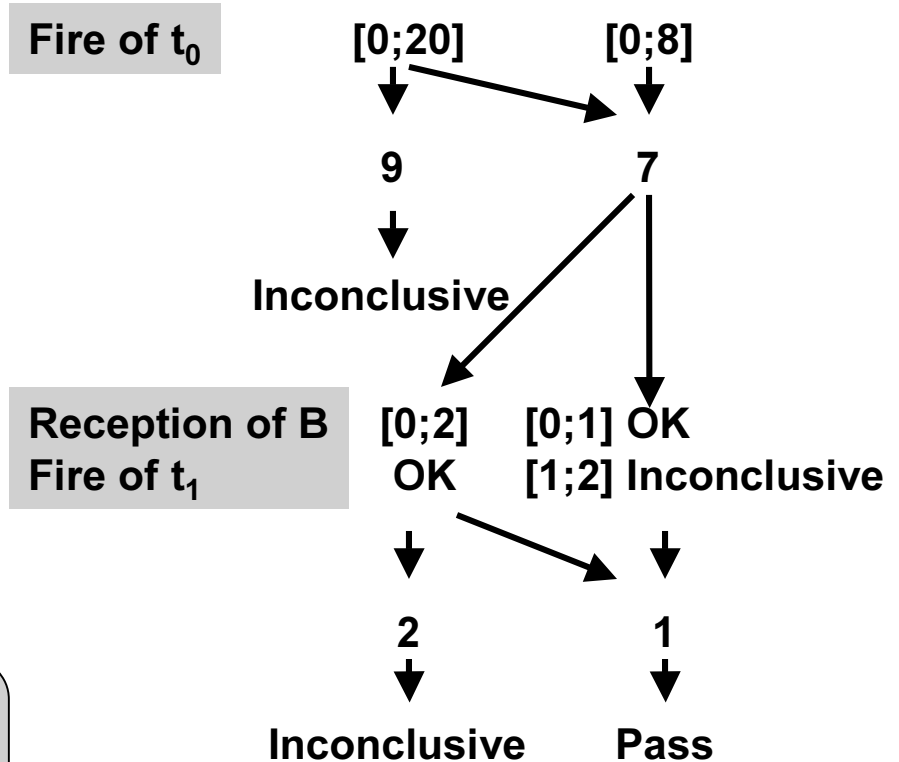 Fire of t0 [0;20] [0;8]
9 7
Inconclusive
Reception of B [0;2] [0;1] OK
Fire of t1 OK [1;2] Inconclusive
2 1
Inconclusive Pass